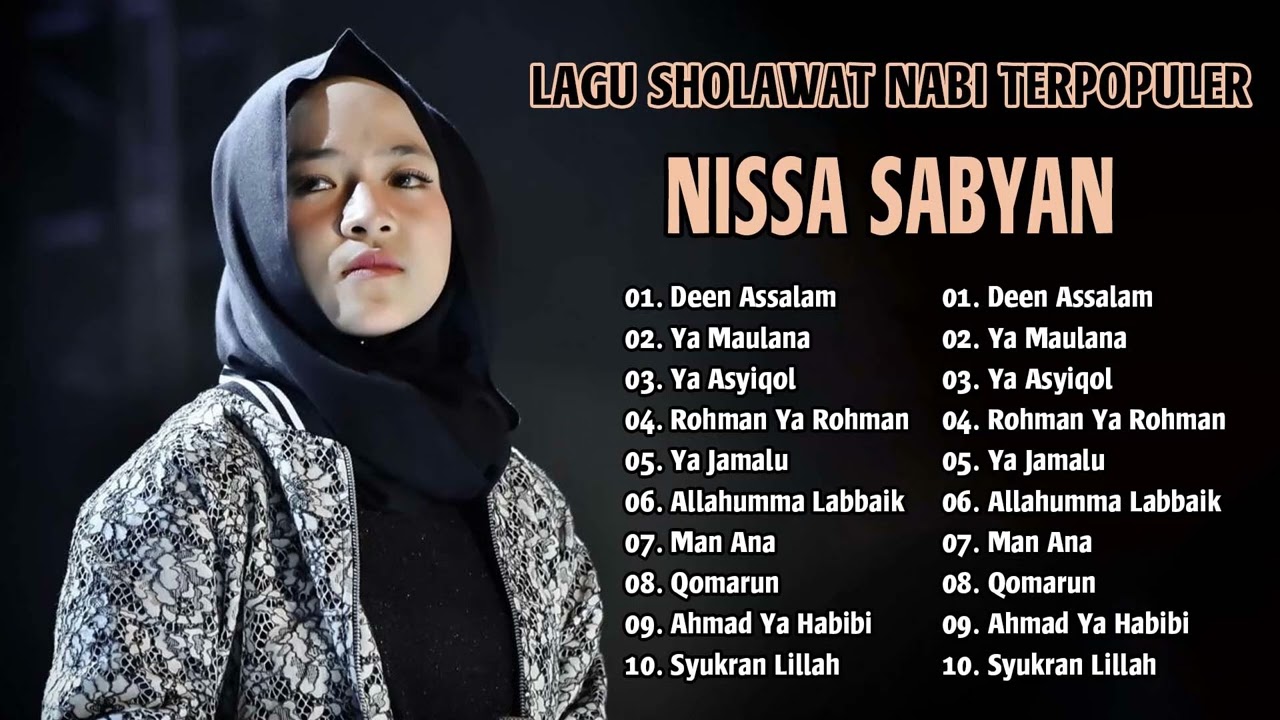 LAGU SHOLAWAT NABI TERPOPULER
NISSA SABYAN
01. Deen Assalam
02. Ya Maulana
03. Ya Asyiqol
04. Rohman Ya Rohman
05. Ya Jamalu
06. Allahumma Labbaik
07. Man Ana
08. Qomarun
09. Ahmad Ya Habibi
10. Syukran Lillah
01. Deen Assalam
02. Ya Maulana
03. Ya Asyiqol
04. Rohman Ya Rohman
05. Ya Jamalu
06. Allahumma Labbaik
07. Man Ana
08. Qomarun
09. Ahmad Ya Habibi
10. Syukran Lillah